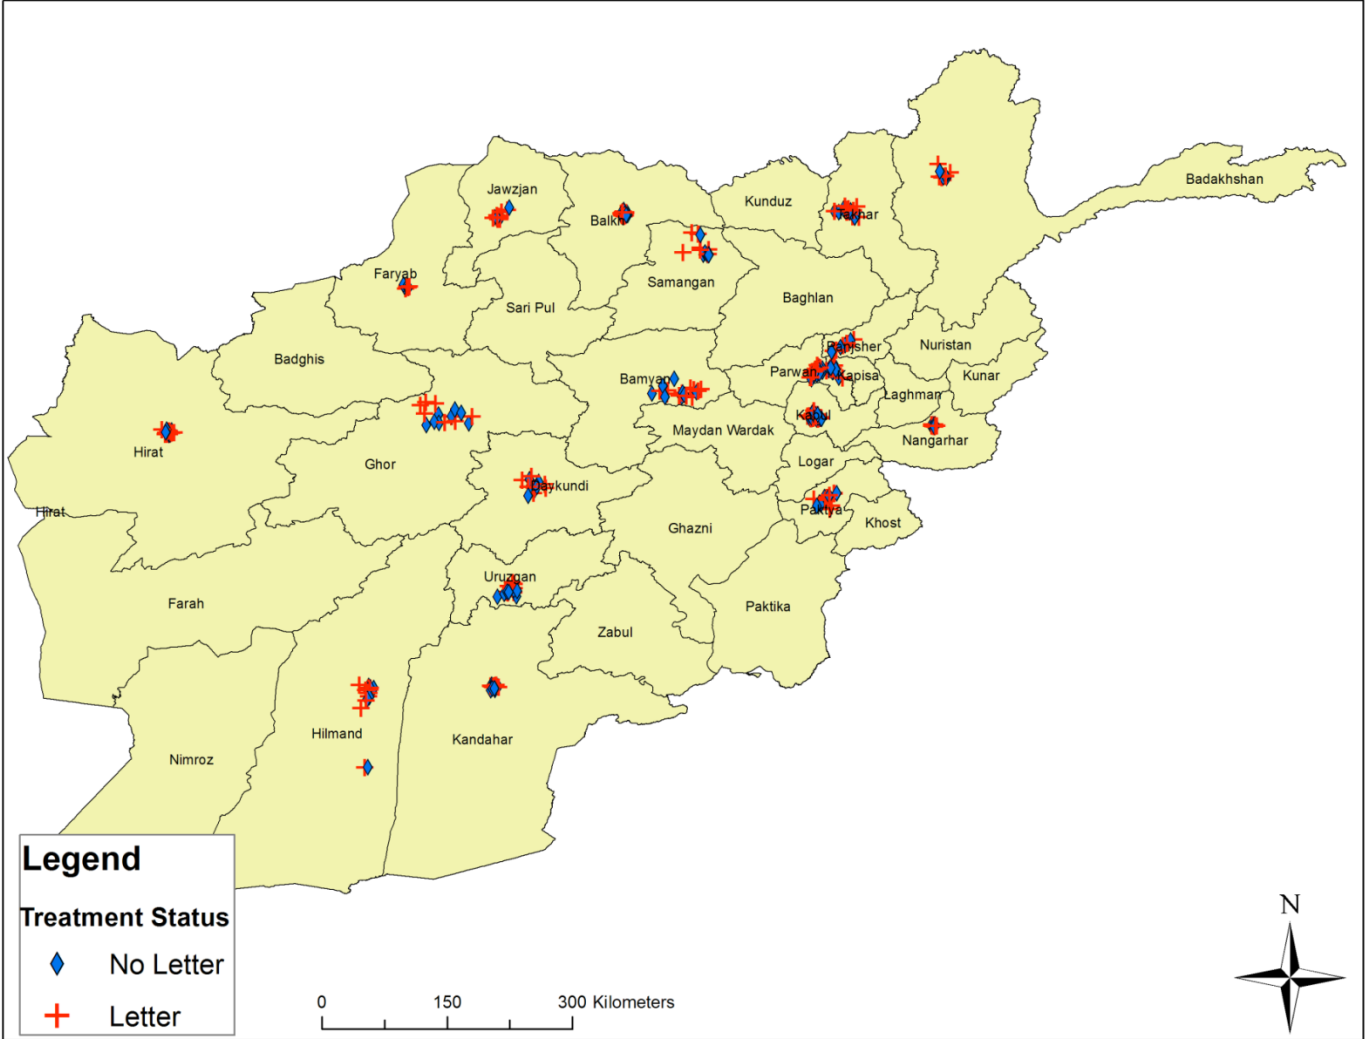 Badakhshan
Jawzjan
Kunduz
Takhar
Balkh
Faryab
Samangan
Baghlan
Sari Pul
Badghis
Panjsher
Nuristan
Bamyan
Parwan
Kapisa
Kunar
Laghman
Kabul
Maydan Wardak
Nangarhar
Hirat
Ghor
Logar
Daykundi
Hirat
Paktya
Khost
Ghazni
Uruzgan
Farah
Paktika
Zabul
Hilmand
Kandahar
Nimroz
Legend
Treatment Status
No Letter
Letter
0 150 300 Kilometers
N